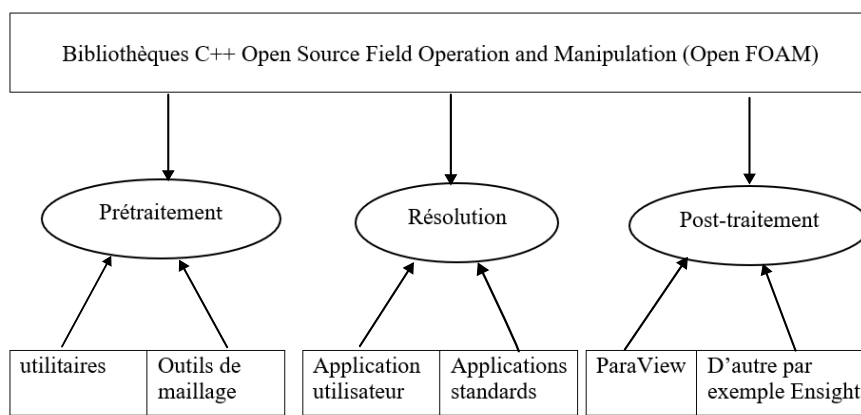 Bibliothèques C++ Open Source Field Operation and Manipulation (Open FOAM)
Prétraitement
Résolution
Post-traitement
utilitaires
Outils de
maillage
Application
utilisateur
Applications
standards
ParaView
D’autre par
exemple Ensight